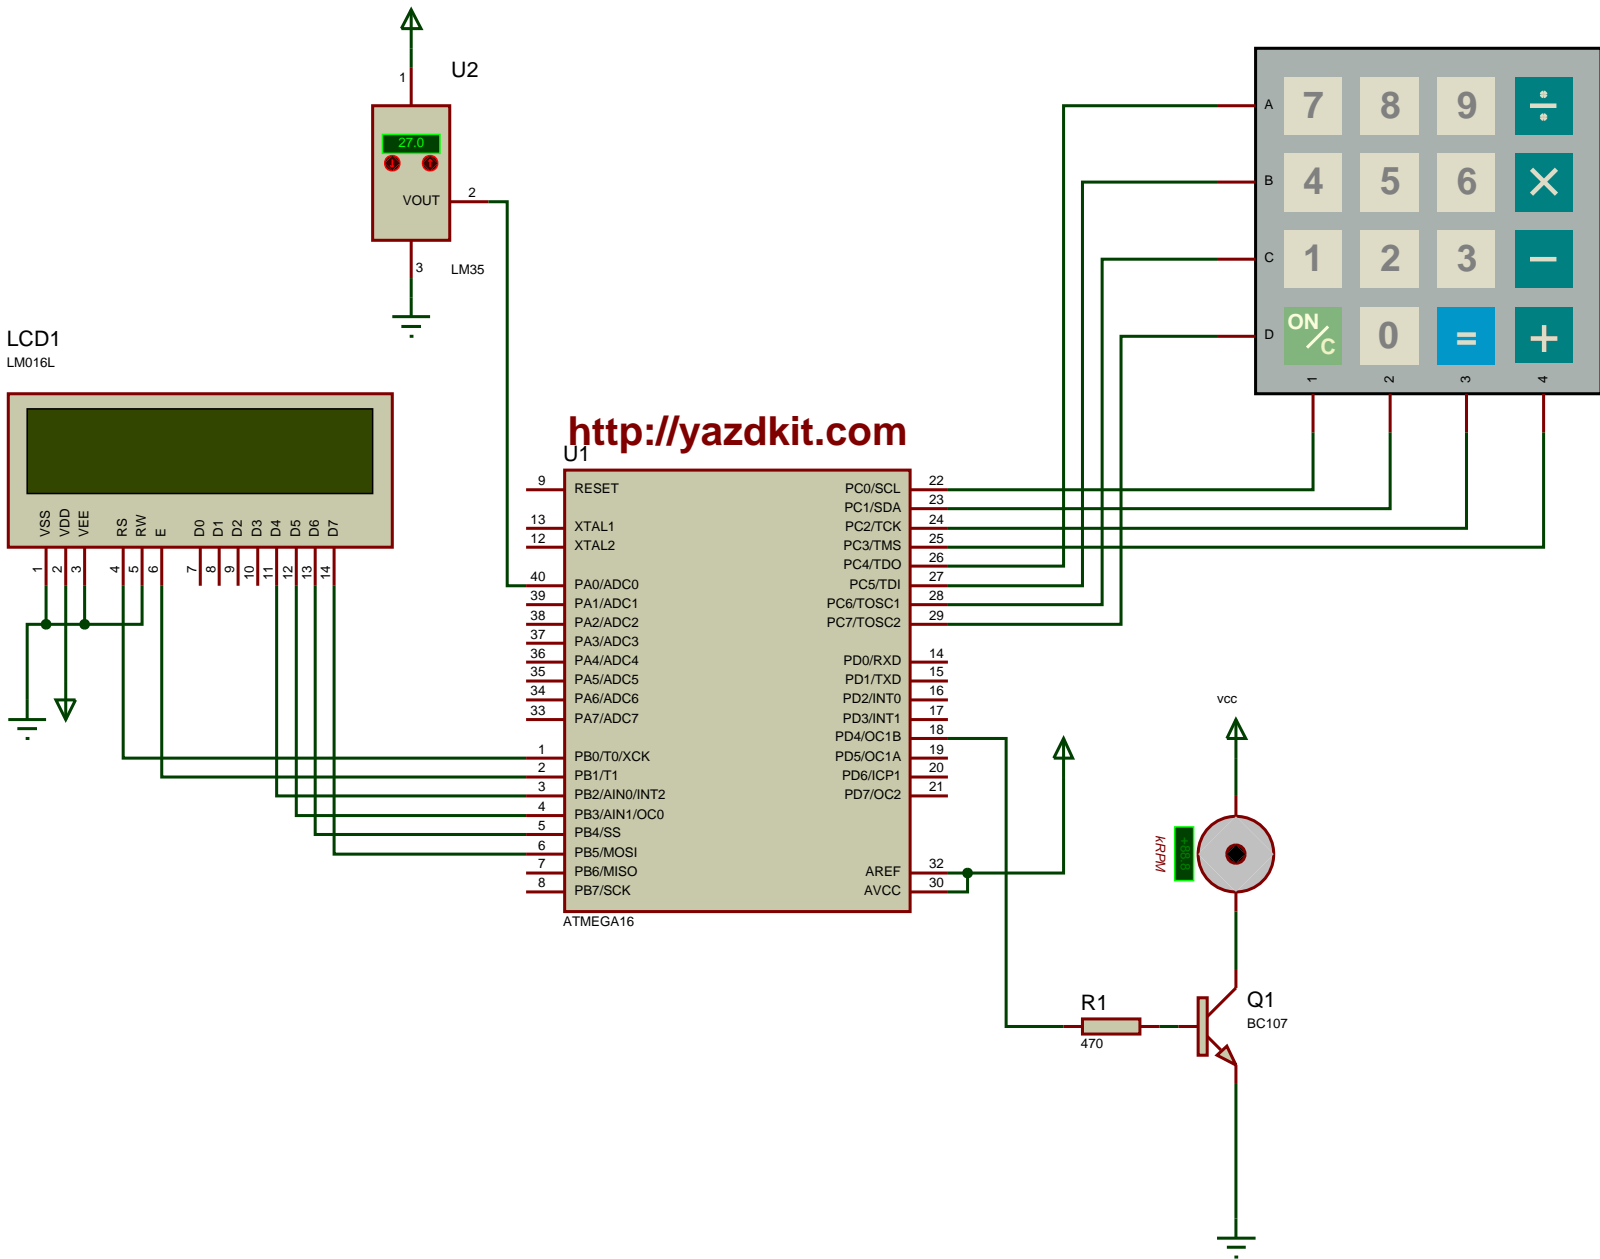 U2
1
27.0
VOUT
2
3
LM35
LCD1
LM016L
VSS
VDD
VEE
RS
RW
E
D0
D1
D2
D3
D4
D5
D6
D7
1
2
3
4
5
6
7
8
9
10
11
12
13
14
http://yazdkit.com
U1
9 RESET
13 XTAL1
12 XTAL2
40 PA0/ADC0
39 PA1/ADC1
38 PA2/ADC2
37 PA3/ADC3
36 PA4/ADC4
35 PA5/ADC5
34 PA6/ADC6
33 PA7/ADC7
1 PB0/T0/XCK
2 PB1/T1
3 PB2/AIN0/INT2
4 PB3/AIN1/OC0
5 PB4/SS
6 PB5/MOSI
7 PB6/MISO
8 PB7/SCK
PC0/SCL 22
PC1/SDA 23
PC2/TCK 24
PC3/TMS 25
PC4/TDO 26
PC5/TDI 27
PC6/TOSC1 28
PC7/TOSC2 29
PD0/RXD 14
PD1/TXD 15
PD2/INT0 16
PD3/INT1 17
PD4/OC1B 18
PD5/OC1A 19
PD6/ICP1 20
PD7/OC2 21
AREF 32
AVCC 30
ATMEGA16
A 7 8 9 ÷
B 4 5 6 ×
C 1 2 3 −
D ON/C 0 = +
1 2 3 4
vcc
kRPM
+88.8
R1
470
Q1
BC107